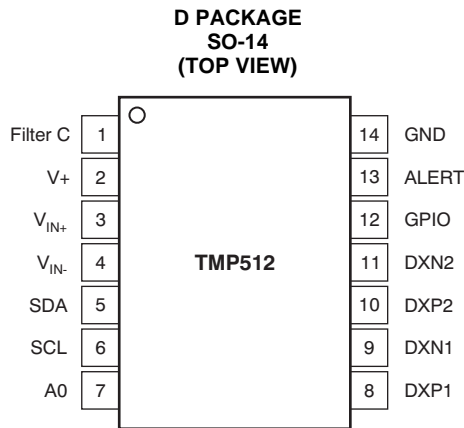 D PACKAGE
SO-14
(TOP VIEW)
Filter C 1 14 GND
V+ 2 13 ALERT
VIN+ 3 12 GPIO
VIN- 4 TMP512 11 DXN2
SDA 5 10 DXP2
SCL 6 9 DXN1
A0 7 8 DXP1